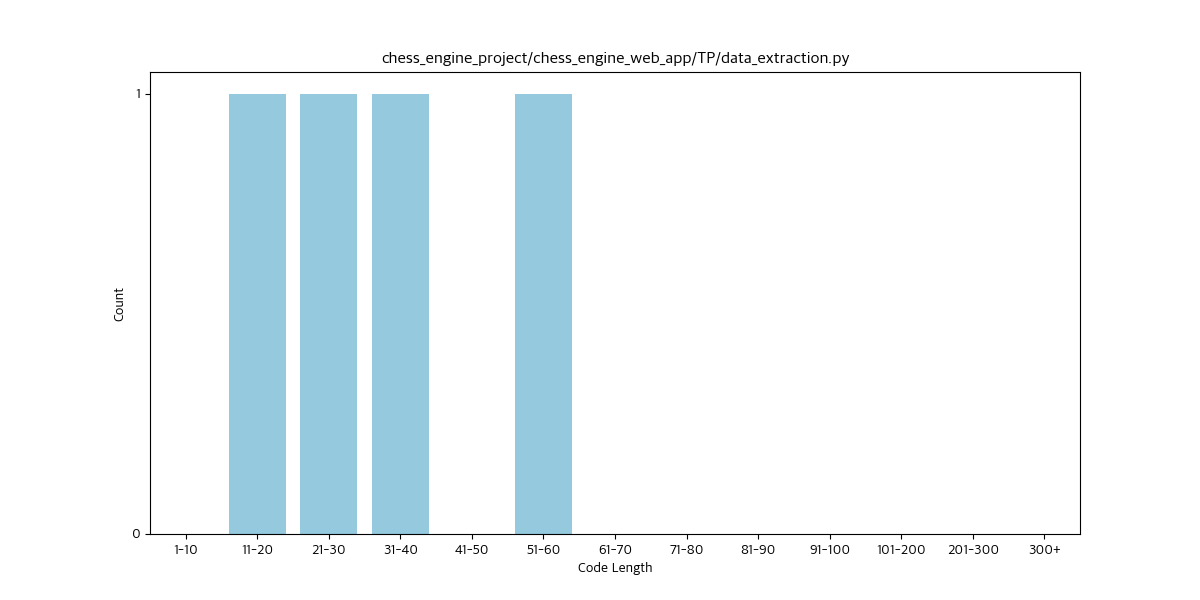 chess_engine_project/chess_engine_web_app/TP/data_extraction.py
1
Count
0
1-10 11-20 21-30 31-40 41-50 51-60 61-70 71-80 81-90 91-100 101-200 201-300 300+
Code Length